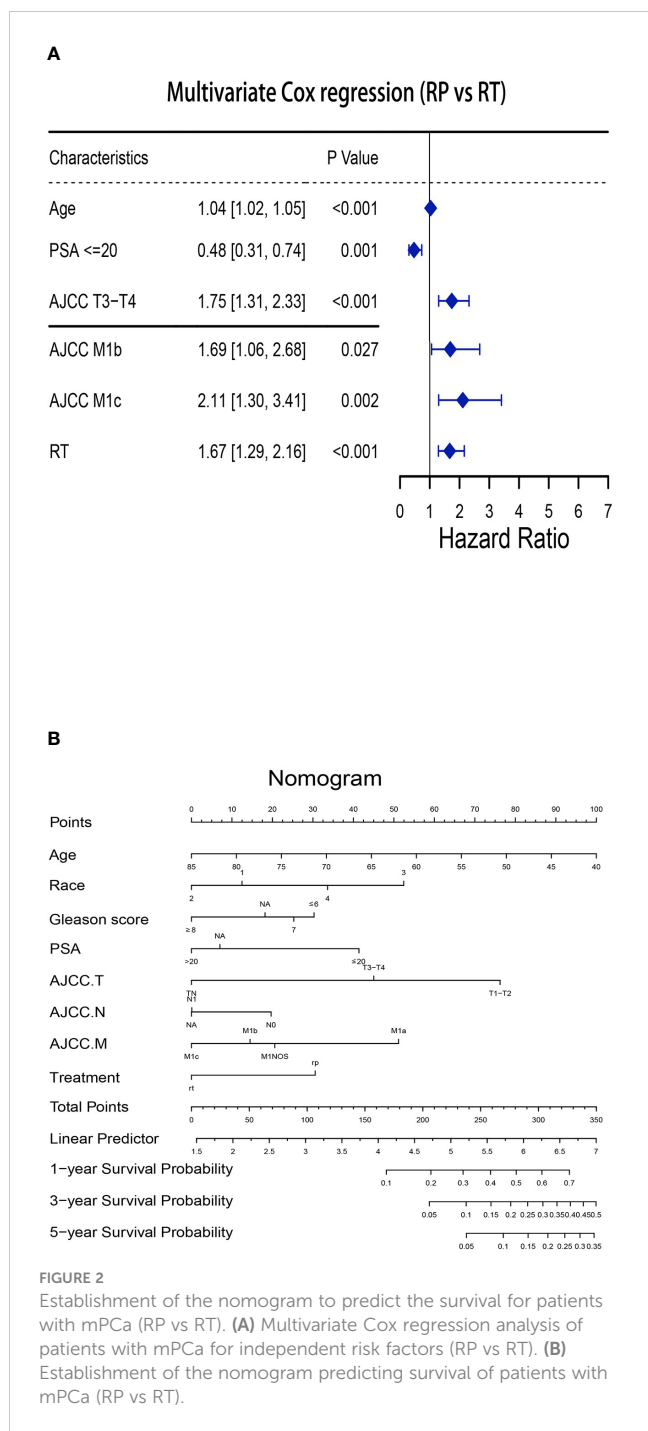 A
Multivariate Cox regression (RP vs RT)
Characteristics P Value
Age 1.04 [1.02, 1.05] <0.001
PSA <=20 0.48 [0.31, 0.74] 0.001
AJCC T3−T4 1.75 [1.31, 2.33] <0.001
AJCC M1b 1.69 [1.06, 2.68] 0.027
AJCC M1c 2.11 [1.30, 3.41] 0.002
RT 1.67 [1.29, 2.16] <0.001
0 1 2 3 4 5 6 7
Hazard Ratio
B
Nomogram
0 10 20 30 40 50 60 70 80 90 100
Points
Age
85 80 75 70 65 60 55 50 45 40
1 3
Race
2 4
NA ≤6
Gleason score
≥8 7
NA
PSA
>20 ≤20
T3−T4
AJCC.T
TN T1−T2
N1
AJCC.N
NA N0
M1b M1a
AJCC.M
M1c M1NOS
rp
Treatment
rt
Total Points
0 50 100 150 200 250 300 350
Linear Predictor
1.5 2 2.5 3 3.5 4 4.5 5 5.5 6 6.5 7
1−year Survival Probability
0.1 0.2 0.3 0.4 0.5 0.6 0.7
3−year Survival Probability
0.05 0.1 0.15 0.2 0.25 0.3 0.35 0.4 0.45 0.5
5−year Survival Probability
0.05 0.1 0.15 0.2 0.25 0.3 0.35
FIGURE 2
Establishment of the nomogram to predict the survival for patients
with mPCa (RP vs RT). (A) Multivariate Cox regression analysis of
patients with mPCa for independent risk factors (RP vs RT). (B)
Establishment of the nomogram predicting survival of patients with
mPCa (RP vs RT).